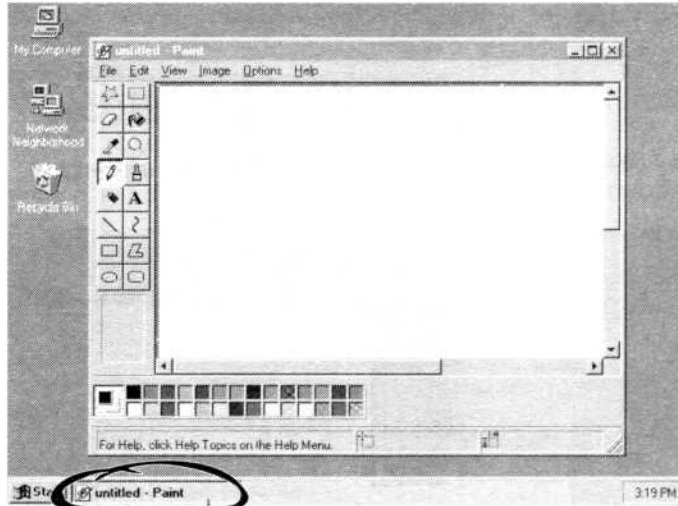 My Computer
untitled - Paint
File Edit View Image Options Help
Network
Neighborhood
A
Recycle Bin
For Help, click Help Topics on the Help Menu.
Start
untitled - Paint
3:19 PM